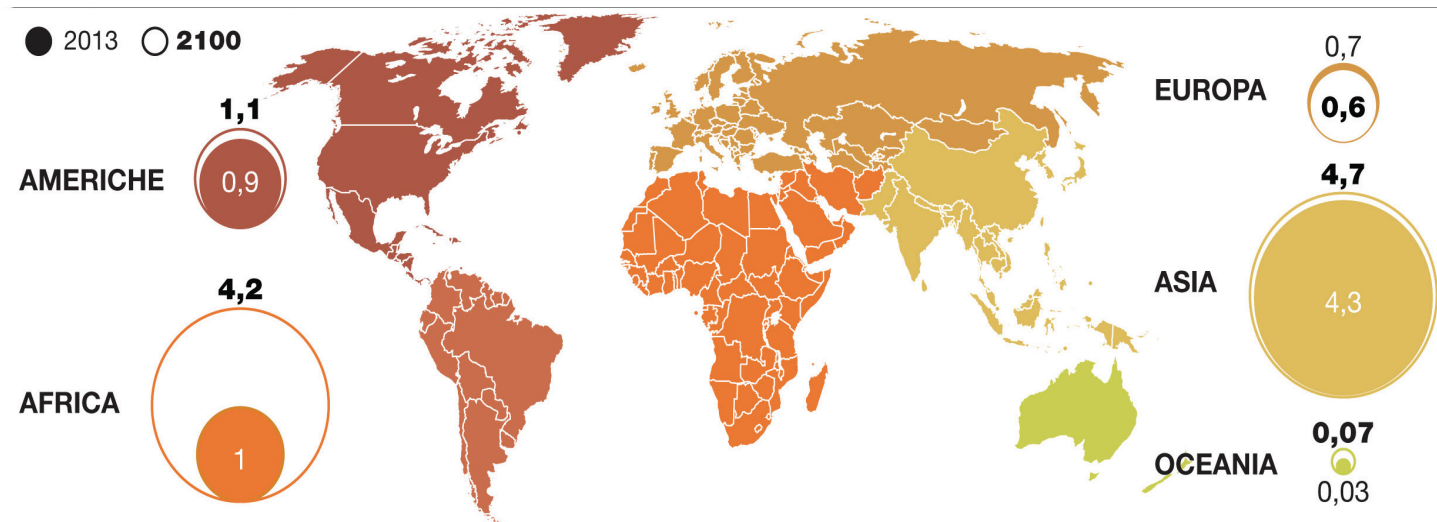 2013 2100
1,1
AMERICHE
0,9
4,2
AFRICA
1
0,7
EUROPA
0,6
4,7
ASIA
4,3
0,07
OCEANIA
0,03